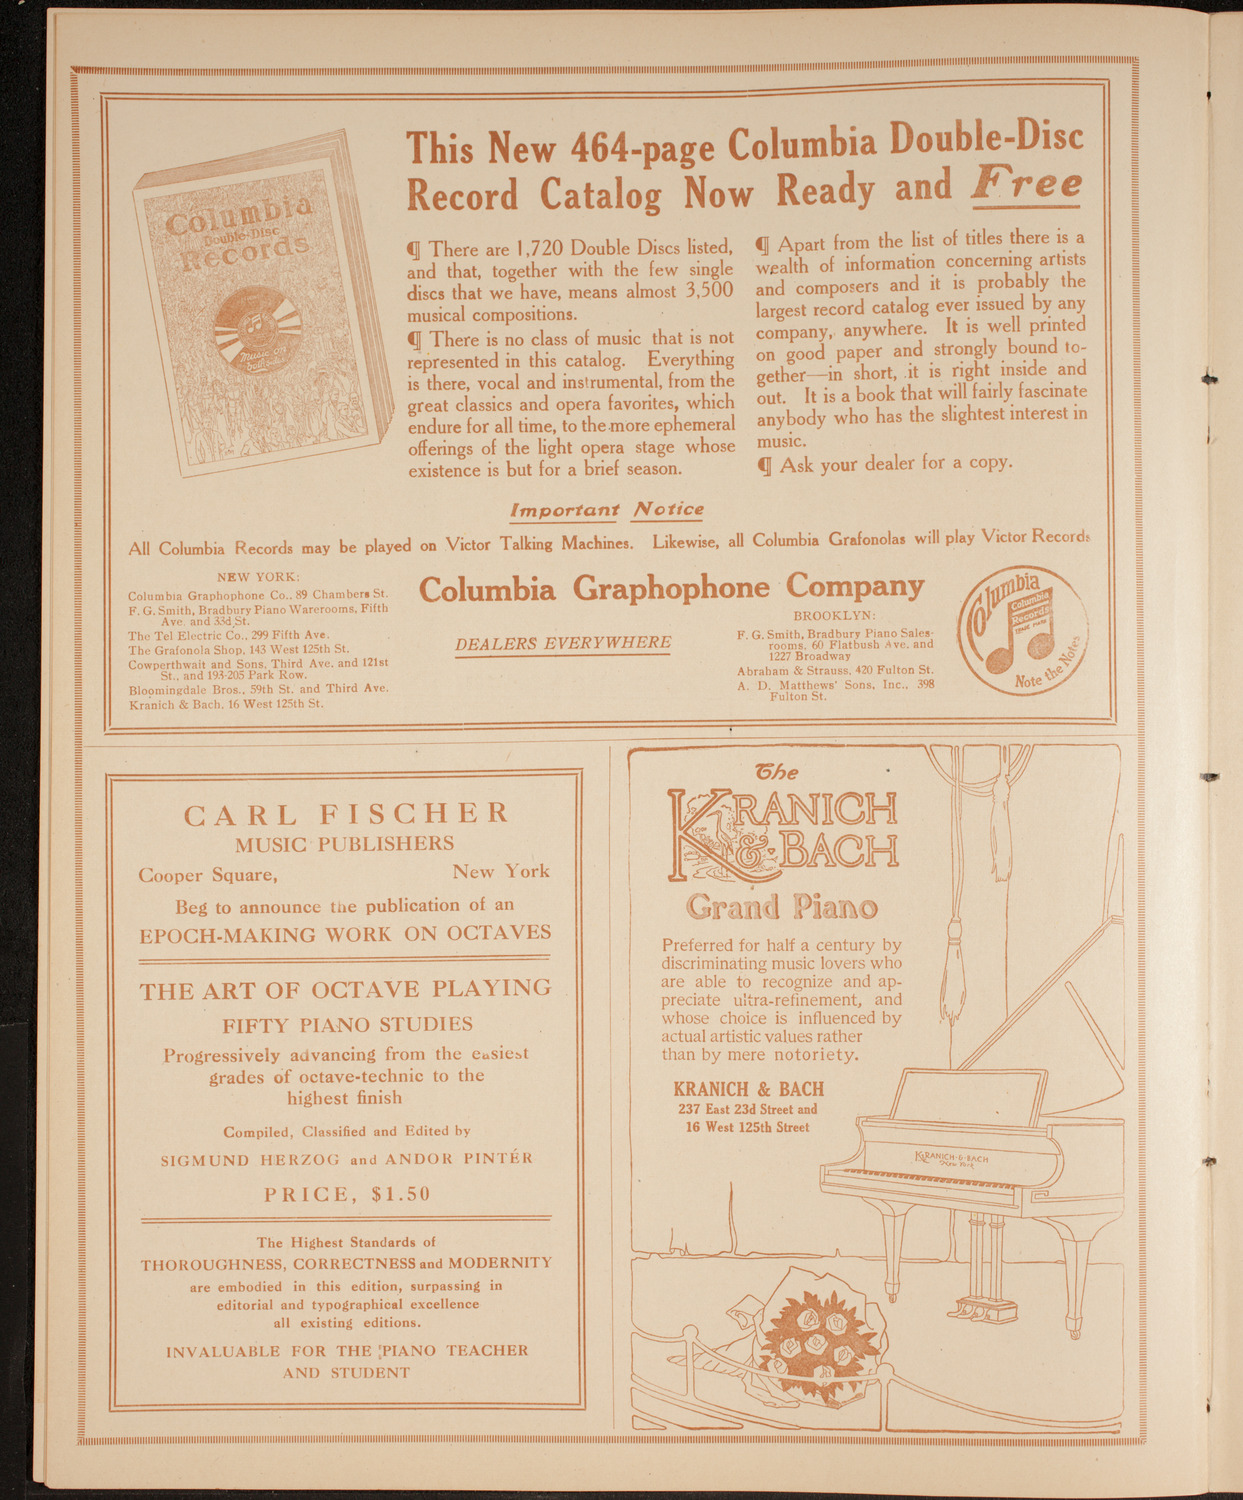 Columbia
Double-Disc
Records
Music on
This New 464-page Columbia Double-Disc
Record Catalog Now Ready and Free
¶ There are 1,720 Double Discs listed,
and that, together with the few single
discs that we have, means almost 3,500
musical compositions.
¶ There is no class of music that is not
represented in this catalog. Everything
is there, vocal and instrumental, from the
great classics and opera favorites, which
endure for all time, to the more ephemeral
offerings of the light opera stage whose
existence is but for a brief season.
¶ Apart from the list of titles there is a
wealth of information concerning artists
and composers and it is probably the
largest record catalog ever issued by any
company, anywhere. It is well printed
on good paper and strongly bound to-
gether—in short, it is right inside and
out. It is a book that will fairly fascinate
anybody who has the slightest interest in
music.
¶ Ask your dealer for a copy.
Important Notice
All Columbia Records may be played on Victor Talking Machines. Likewise, all Columbia Grafonolas will play Victor Records
NEW YORK:
Columbia Graphophone Co., 89 Chambers St.
F. G. Smith, Bradbury Piano Warerooms, Fifth
Ave. and 33d St.
The Tel Electric Co., 299 Fifth Ave.
The Grafonola Shop, 143 West 125th St.
Cowperthwait and Sons, Third Ave. and 121st
St., and 193-205 Park Row.
Bloomingdale Bros., 59th St. and Third Ave.
Kranich & Bach, 16 West 125th St.
Columbia Graphophone Company
DEALERS EVERYWHERE
BROOKLYN:
F. G. Smith, Bradbury Piano Sales-
rooms, 60 Flatbush Ave. and
1227 Broadway
Abraham & Strauss, 420 Fulton St.
A. D. Matthews' Sons, Inc., 398
Fulton St.
Columbia
Columbia
Records
TRADE MARK
Note the Notes
CARL FISCHER
MUSIC PUBLISHERS
Cooper Square, New York
Beg to announce the publication of an
EPOCH-MAKING WORK ON OCTAVES
THE ART OF OCTAVE PLAYING
FIFTY PIANO STUDIES
Progressively advancing from the easiest
grades of octave-technic to the
highest finish
Compiled, Classified and Edited by
SIGMUND HERZOG and ANDOR PINTÉR
PRICE, $1.50
The Highest Standards of
THOROUGHNESS, CORRECTNESS and MODERNITY
are embodied in this edition, surpassing in
editorial and typographical excellence
all existing editions.
INVALUABLE FOR THE PIANO TEACHER
AND STUDENT
The
KRANICH
& BACH
Grand Piano
Preferred for half a century by
discriminating music lovers who
are able to recognize and ap-
preciate ultra-refinement, and
whose choice is influenced by
actual artistic values rather
than by mere notoriety.
KRANICH & BACH
237 East 23d Street and
16 West 125th Street
KRANICH & BACH
New York